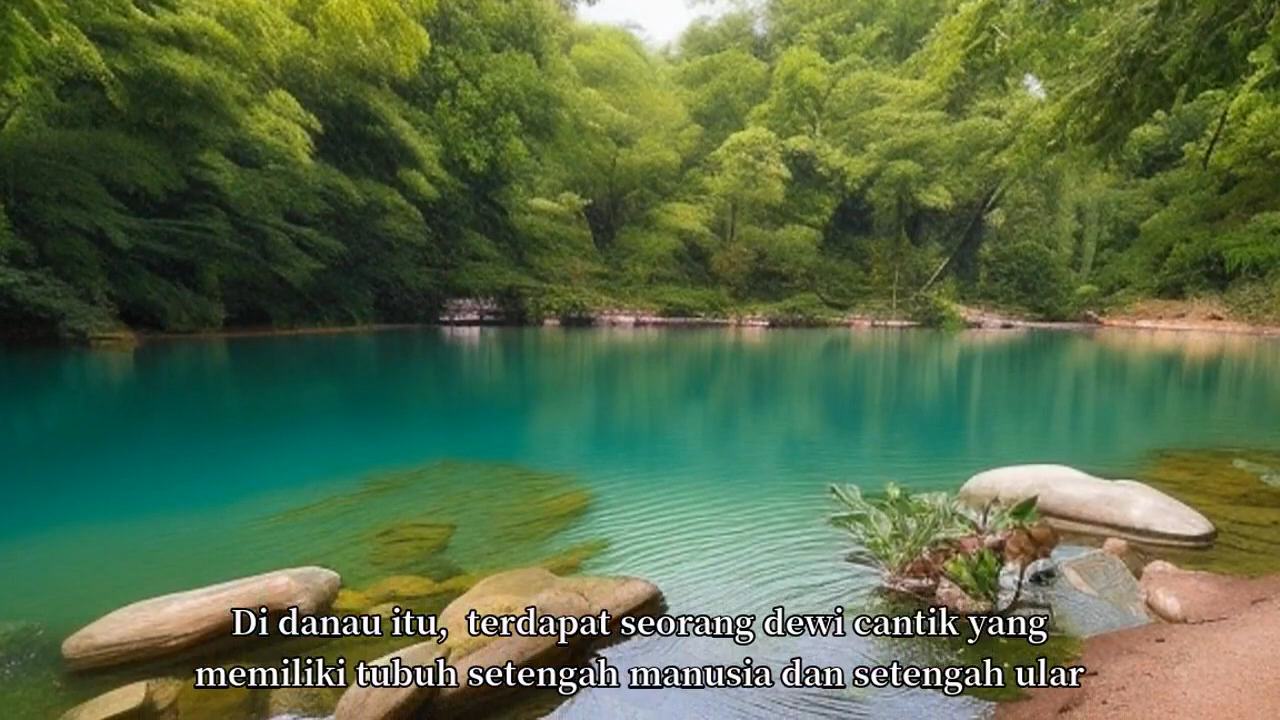 Di danau itu,  terdapat seorang dewi cantik yang
memiliki tubuh setengah manusia dan setengah ular